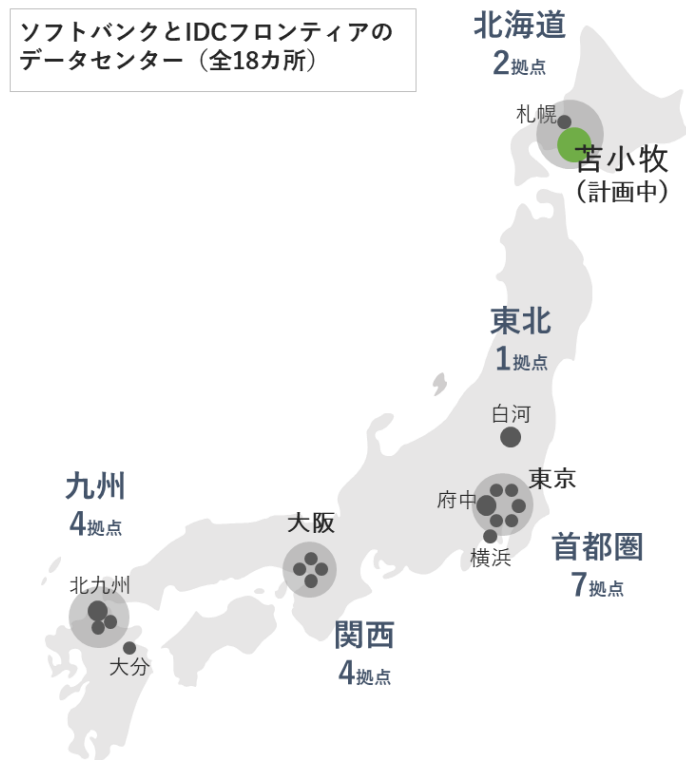 ソフトバンクとIDCフロンティアの
データセンター（全18カ所）
北海道
2拠点
札幌
苫小牧
（計画中）
東北
1拠点
白河
東京
府中
横浜
首都圏
7拠点
大阪
関西
4拠点
九州
4拠点
北九州
大分